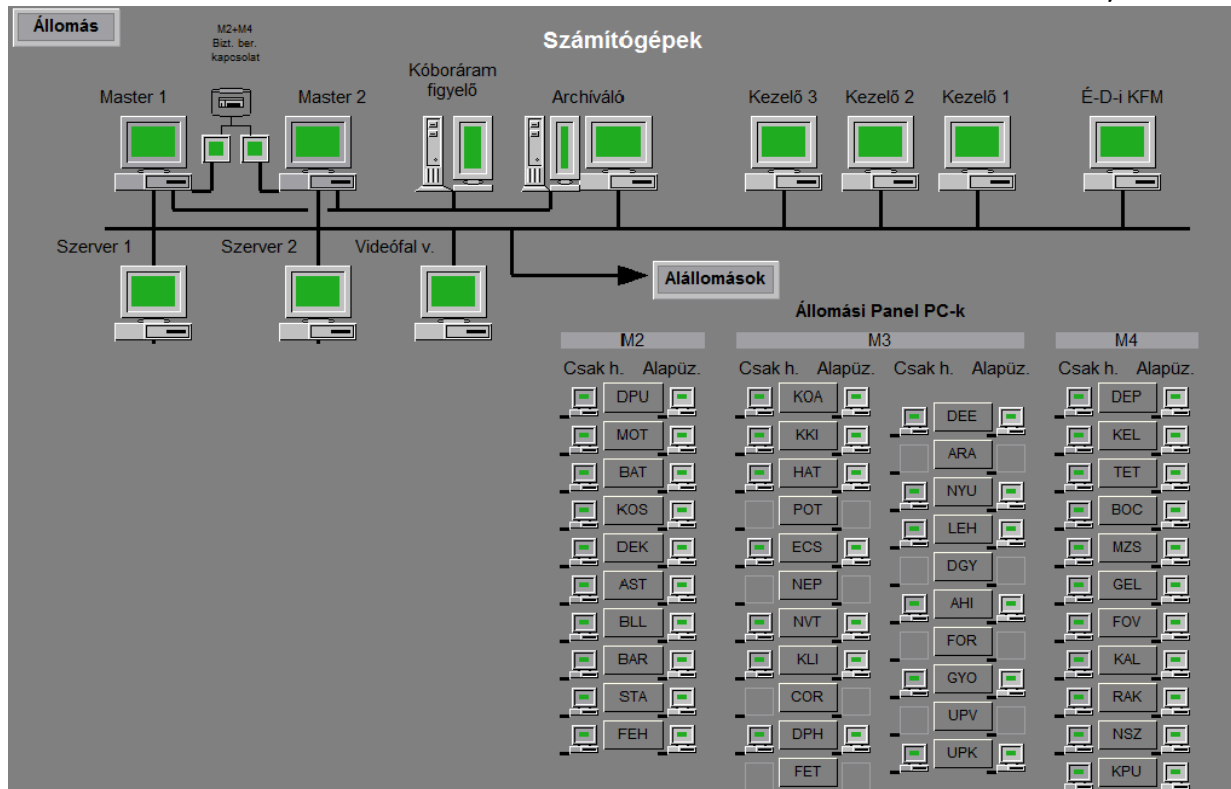 Állomás
M2+M4
Bizt. ber.
kapcsolat
Számítógépek
Kóboráram
figyelő
Master 1
Master 2
Archíváló
Kezelő 3
Kezelő 2
Kezelő 1
É-D-i KFM
Szerver 1
Szerver 2
Videófal v.
Alállomások
Állomási Panel PC-k
M2
M3
M4
Csak h. Alapüz.
Csak h. Alapüz.
Csak h. Alapüz.
Csak h. Alapüz.
DPU
MOT
BAT
KOS
DEK
AST
BLL
BAR
STA
FEH
KOA
KKI
HAT
POT
ECS
NEP
NVT
KLI
COR
DPH
FET
DEE
ARA
NYU
LEH
DGY
AHI
FOR
GYO
UPV
UPK
DEP
KEL
TET
BOC
MZS
GEL
FOV
KAL
RAK
NSZ
KPU